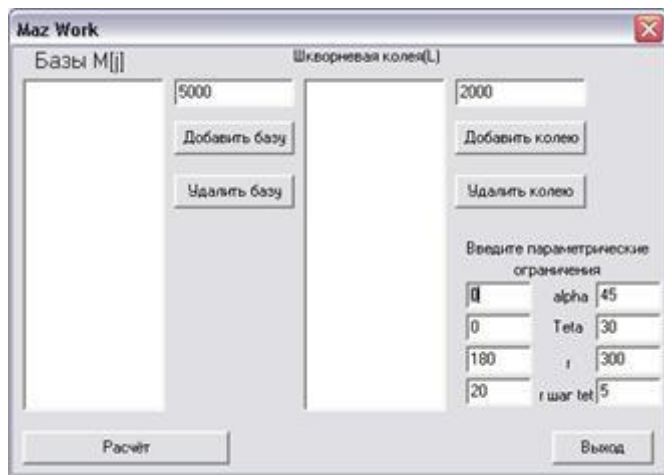 Maz Work
Базы M[j]
Шкворневая колея(L)
5000
2000
Добавить базу
Добавить колею
Удалить базу
Удалить колею
Введите параметрические
ограничения
0 alpha 45
0 Teta 30
180 r 300
20 r шаг tet 5
Расчёт
Выход